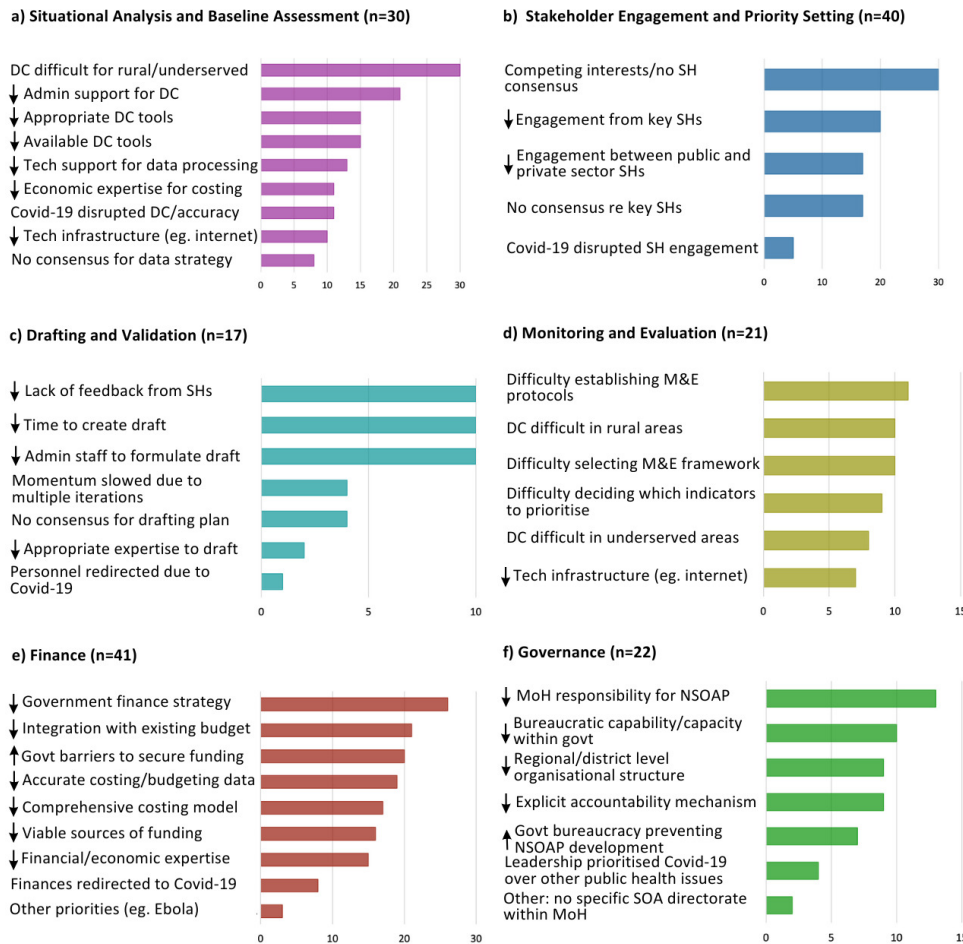 a) Situational Analysis and Baseline Assessment (n=30)
DC difficult for rural/underserved
↓ Admin support for DC
↓ Appropriate DC tools
↓ Available DC tools
↓ Tech support for data processing
↓ Economic expertise for costing
Covid-19 disrupted DC/accuracy
↓ Tech infrastructure (eg. internet)
No consensus for data strategy
0 5 10 15 20 25 30
b) Stakeholder Engagement and Priority Setting (n=40)
Competing interests/no SH
consensus
↓ Engagement from key SHs
↓ Engagement between public and
private sector SHs
No consensus re key SHs
Covid-19 disrupted SH engagement
0 10 20 30
c) Drafting and Validation (n=17)
↓ Lack of feedback from SHs
↓ Time to create draft
↓ Admin staff to formulate draft
Momentum slowed due to
multiple iterations
No consensus for drafting plan
↓ Appropriate expertise to draft
Personnel redirected due to
Covid-19
0 5 10
d) Monitoring and Evaluation (n=21)
Difficulty establishing M&E
protocols
DC difficult in rural areas
Difficulty selecting M&E framework
Difficulty deciding which indicators
to prioritise
DC difficult in underserved areas
↓ Tech infrastructure (eg. internet)
0 5 10 15
e) Finance (n=41)
↓ Government finance strategy
↓ Integration with existing budget
↑ Govt barriers to secure funding
↓ Accurate costing/budgeting data
↓ Comprehensive costing model
↓ Viable sources of funding
↓ Financial/economic expertise
Finances redirected to Covid-19
Other priorities (eg. Ebola)
0 10 20 30
f) Governance (n=22)
↓ MoH responsibility for NSOAP
↓ Bureaucratic capability/capacity
within govt
↓ Regional/district level
organisational structure
↓ Explicit accountability mechanism
↑ Govt bureaucracy preventing
NSOAP development
Leadership prioritised Covid-19
over other public health issues
Other: no specific SOA directorate
within MoH
0 5 10 15